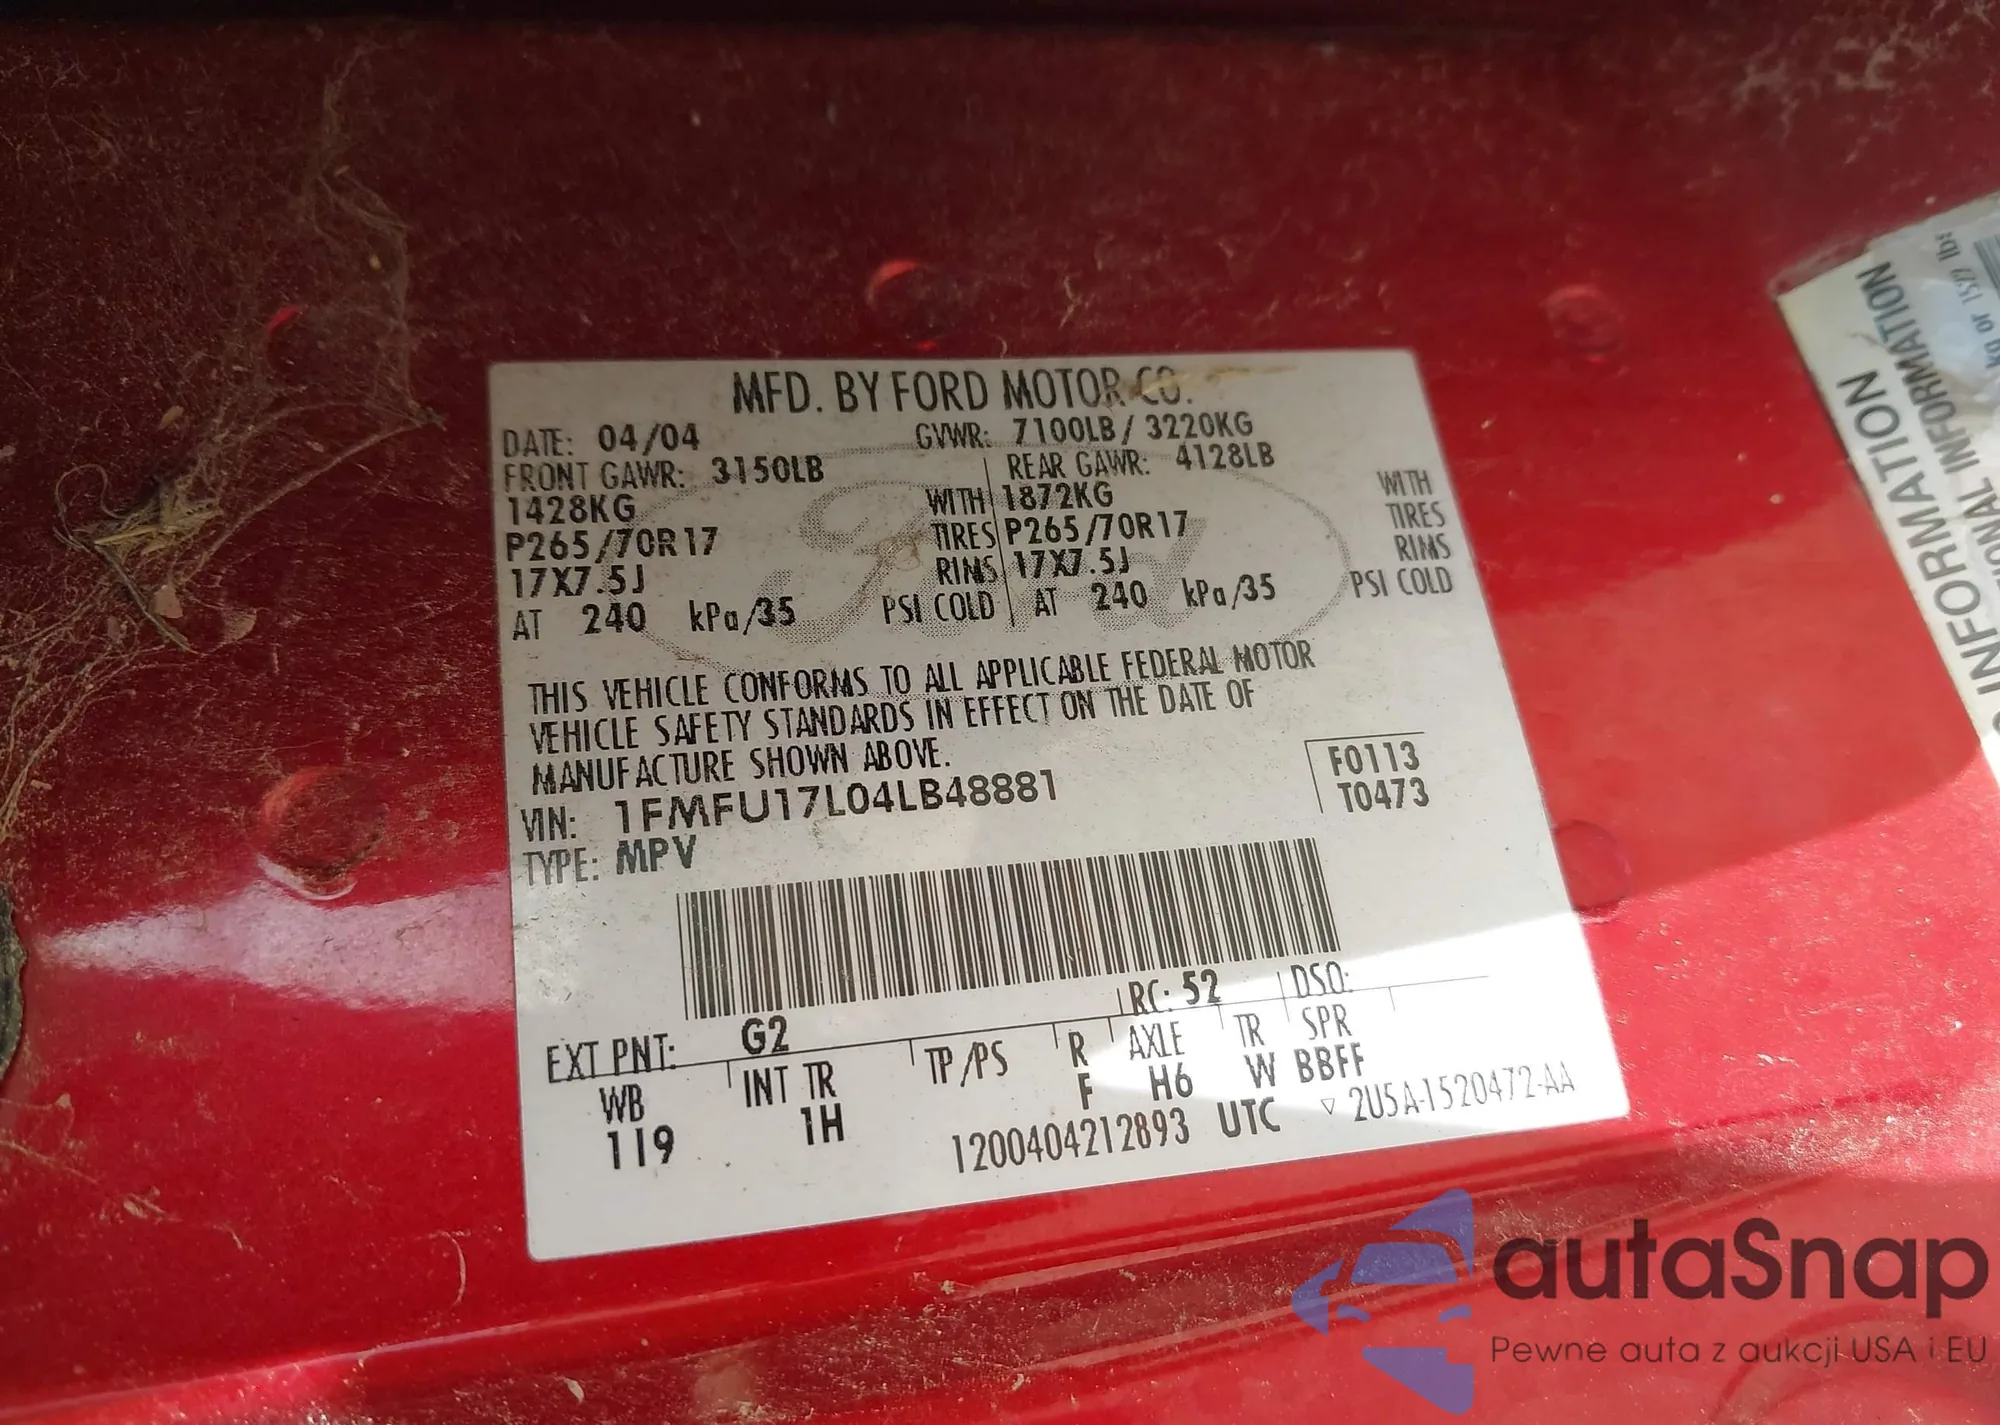 MFD. BY FORD MOTOR CO.
DATE: 04/04 GVWR: 7100LB / 3220KG
FRONT GAWR: 3150LB REAR GAWR: 4128LB
1428KG WITH 1872KG WITH
P265/70R17 TIRES P265/70R17 TIRES
17X7.5J RIMS 17X7.5J RIMS
AT 240 kPa/35 PSI COLD AT 240 kPa/35 PSI COLD
THIS VEHICLE CONFORMS TO ALL APPLICABLE FEDERAL MOTOR
VEHICLE SAFETY STANDARDS IN EFFECT ON THE DATE OF
MANUFACTURE SHOWN ABOVE.
VIN: 1FMFU17L04LB48881
F0113
T0473
TYPE: MPV
EXT PNT: G2 RC: 52 DSO:
WB INT TR TP/PS R AXLE TR SPR
119 1H F H6 W BBFF
1200404212893 UTC ▽ 2U5A-1520472-AA
INFORMATION
INFORMATION
kg or 1577 lbs
autaSnap
Pewne auta z aukcji USA i EU